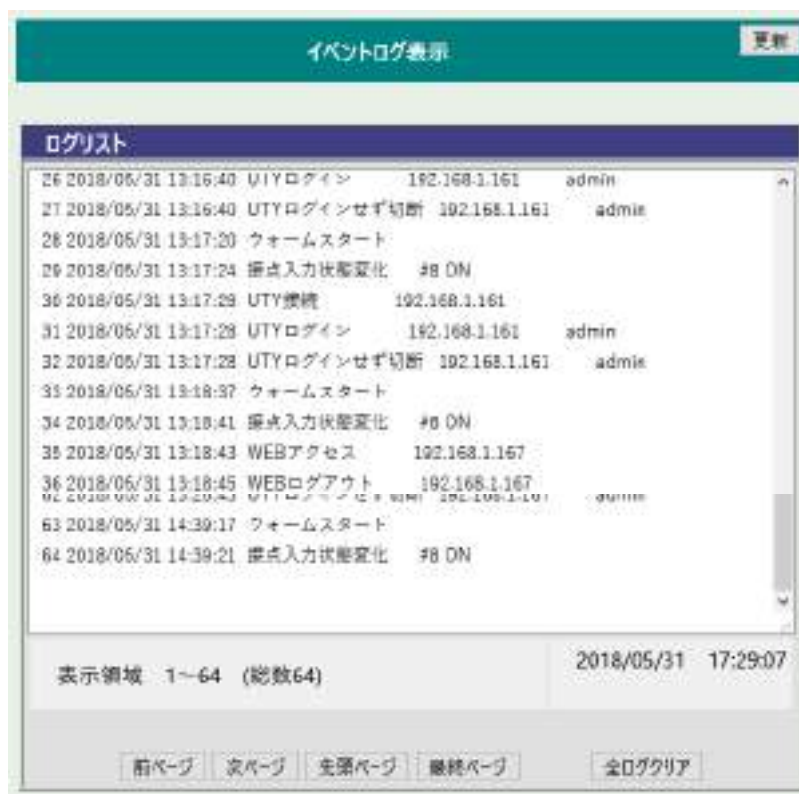 イベントログ表示
更新
ログリスト
26 2018/05/31 13:16:40 UTYログイン 192.168.1.161 admin
27 2018/05/31 13:16:40 UTYログインせず切断 192.168.1.161 admin
28 2018/05/31 13:17:20 ウォームスタート
29 2018/05/31 13:17:24 接点入力状態変化 #8 ON
30 2018/05/31 13:17:28 UTY接続 192.168.1.161
31 2018/05/31 13:17:28 UTYログイン 192.168.1.161 admin
32 2018/05/31 13:17:28 UTYログインせず切断 192.168.1.161 admin
33 2018/05/31 13:18:37 ウォームスタート
34 2018/05/31 13:18:41 接点入力状態変化 #8 ON
35 2018/05/31 13:18:43 WEBアクセス 192.168.1.167
36 2018/05/31 13:18:45 WEBログアウト 192.168.1.167
63 2018/05/31 14:39:17 ウォームスタート
64 2018/05/31 14:39:21 接点入力状態変化 #8 ON
表示領域 1～64 (総数64)
2018/05/31 17:29:07
前ページ 次ページ 先頭ページ 最終ページ 全ログクリア